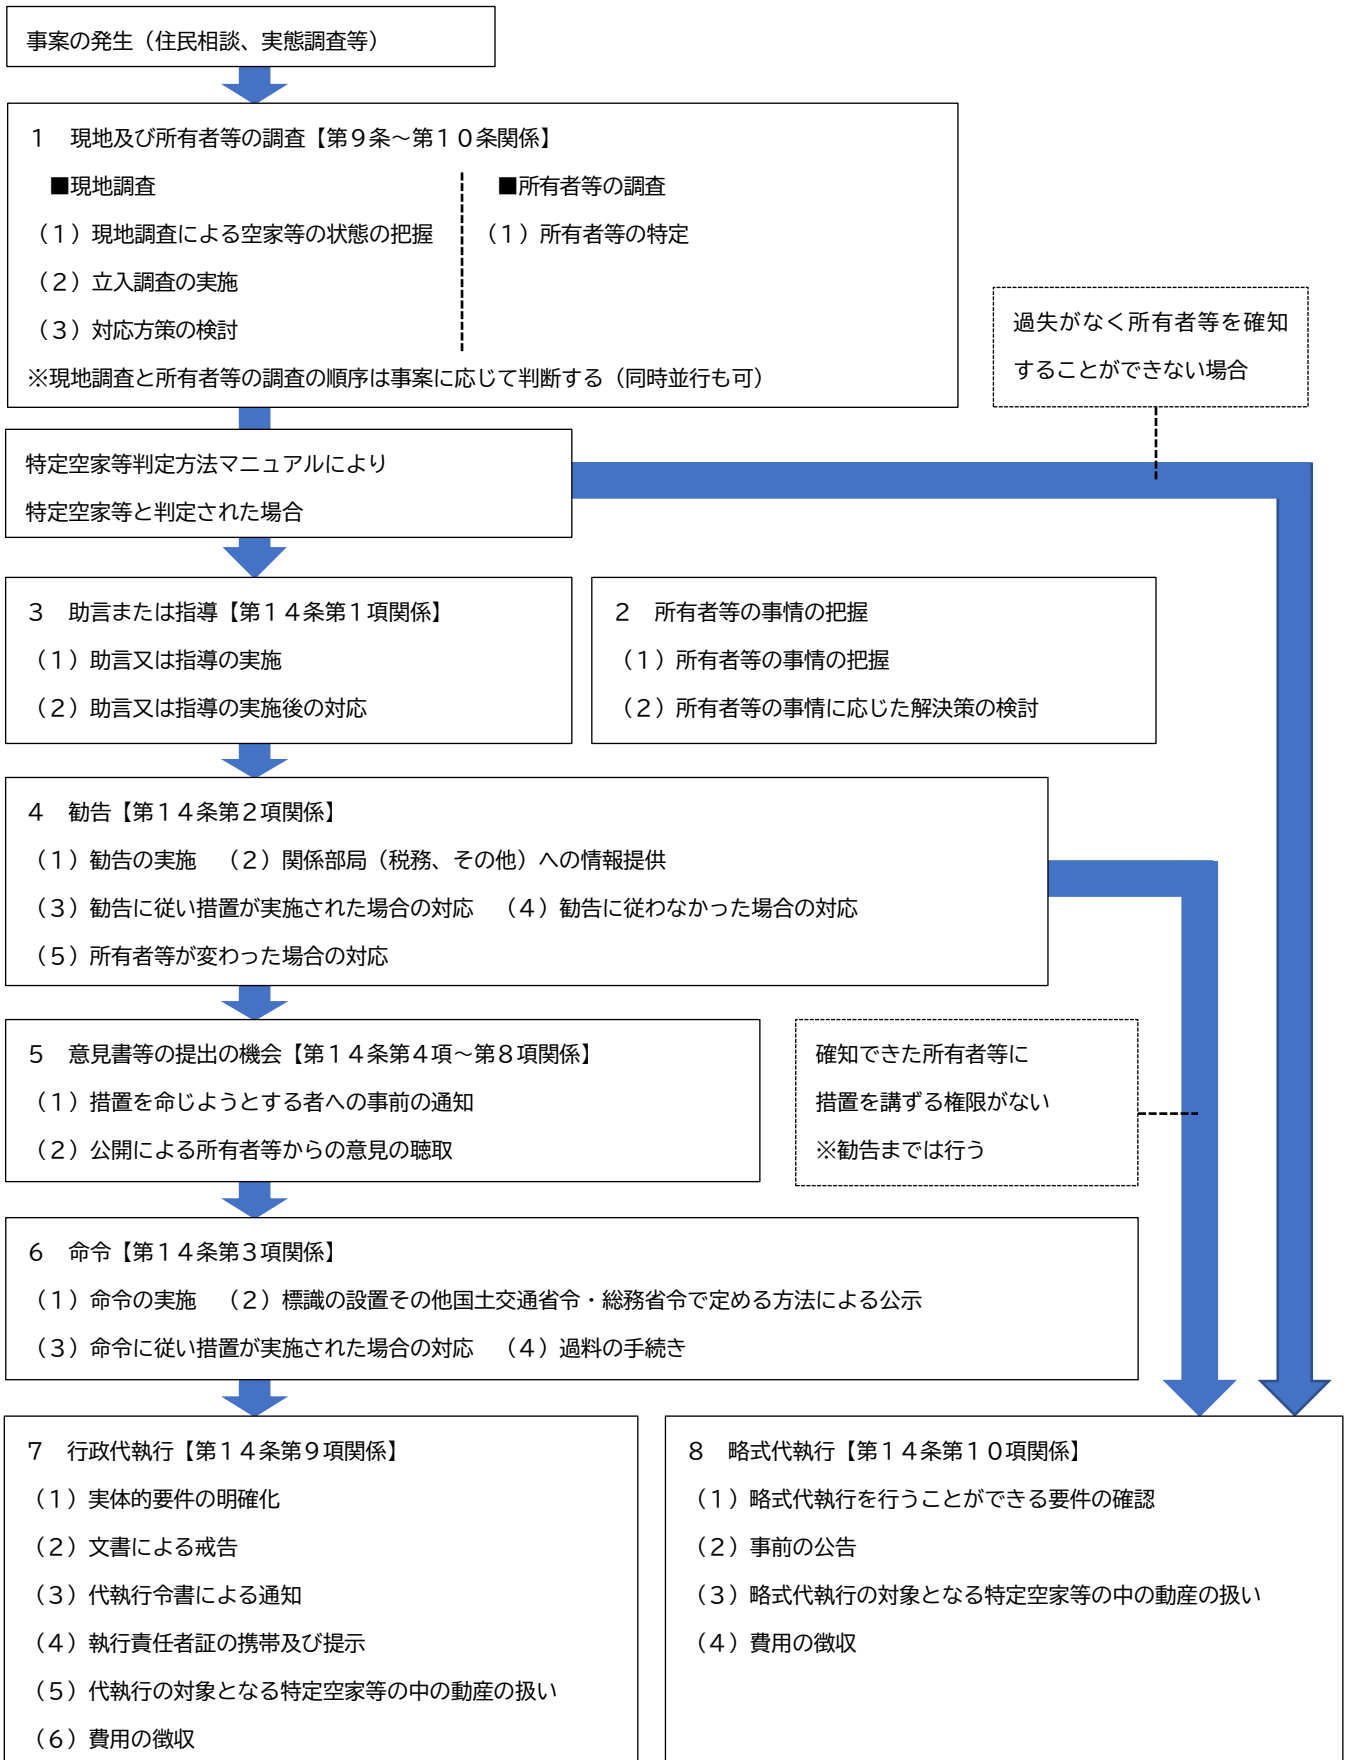 事案の発生（住民相談、実態調査等）
１　現地及び所有者等の調査【第９条～第１０条関係】
■現地調査
（１）現地調査による空家等の状態の把握
（２）立入調査の実施
（３）対応方策の検討
■所有者等の調査
（１）所有者等の特定
※現地調査と所有者等の調査の順序は事案に応じて判断する（同時並行も可）
過失がなく所有者等を確知
することができない場合
特定空家等判定方法マニュアルにより
特定空家等と判定された場合
３　助言または指導【第１４条第１項関係】
（１）助言又は指導の実施
（２）助言又は指導の実施後の対応
２　所有者等の事情の把握
（１）所有者等の事情の把握
（２）所有者等の事情に応じた解決策の検討
４　勧告【第１４条第２項関係】
（１）勧告の実施　（２）関係部局（税務、その他）への情報提供
（３）勧告に従い措置が実施された場合の対応　（４）勧告に従わなかった場合の対応
（５）所有者等が変わった場合の対応
５　意見書等の提出の機会【第１４条第４項～第８項関係】
（１）措置を命じようとする者への事前の通知
（２）公開による所有者等からの意見の聴取
確知できた所有者等に
措置を講ずる権限がない
※勧告までは行う
６　命令【第１４条第３項関係】
（１）命令の実施　（２）標識の設置その他国土交通省令・総務省令で定める方法による公示
（３）命令に従い措置が実施された場合の対応　（４）過料の手続き
７　行政代執行【第１４条第９項関係】
（１）実体的要件の明確化
（２）文書による戒告
（３）代執行令書による通知
（４）執行責任者証の携帯及び提示
（５）代執行の対象となる特定空家等の中の動産の扱い
（６）費用の徴収
８　略式代執行【第１４条第１０項関係】
（１）略式代執行を行うことができる要件の確認
（２）事前の公告
（３）略式代執行の対象となる特定空家等の中の動産の扱い
（４）費用の徴収